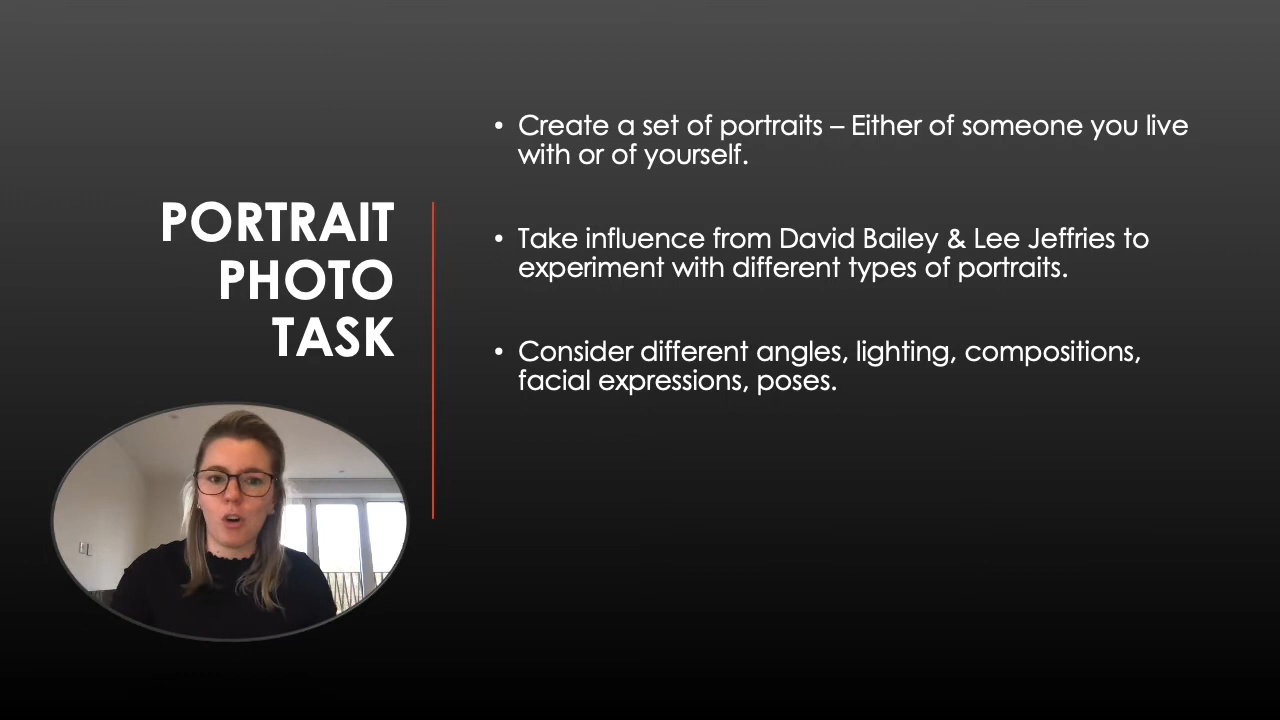 PORTRAIT
PHOTO
TASK
• Create a set of portraits – Either of someone you live
with or of yourself.
• Take influence from David Bailey & Lee Jeffries to
experiment with different types of portraits.
• Consider different angles, lighting, compositions,
facial expressions, poses.